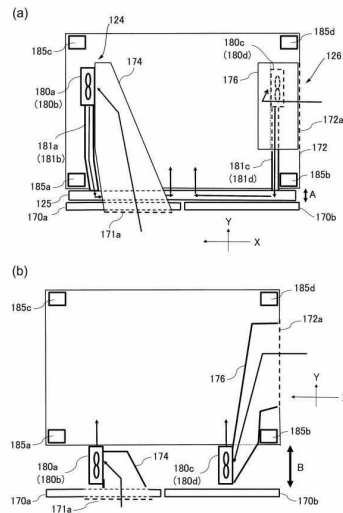 (a)
124
185c
174
185d
180c
(180d)
126
180a
(180b)
176
172a
172
181a
(181b)
181c
(181d)
185a
185b
A
125
170a
170b
171a
Y
X
(b)
185d
185c
172a
176
Y
X
185a
185b
180a
(180b)
174
180c
(180d)
B
170a
170b
171a